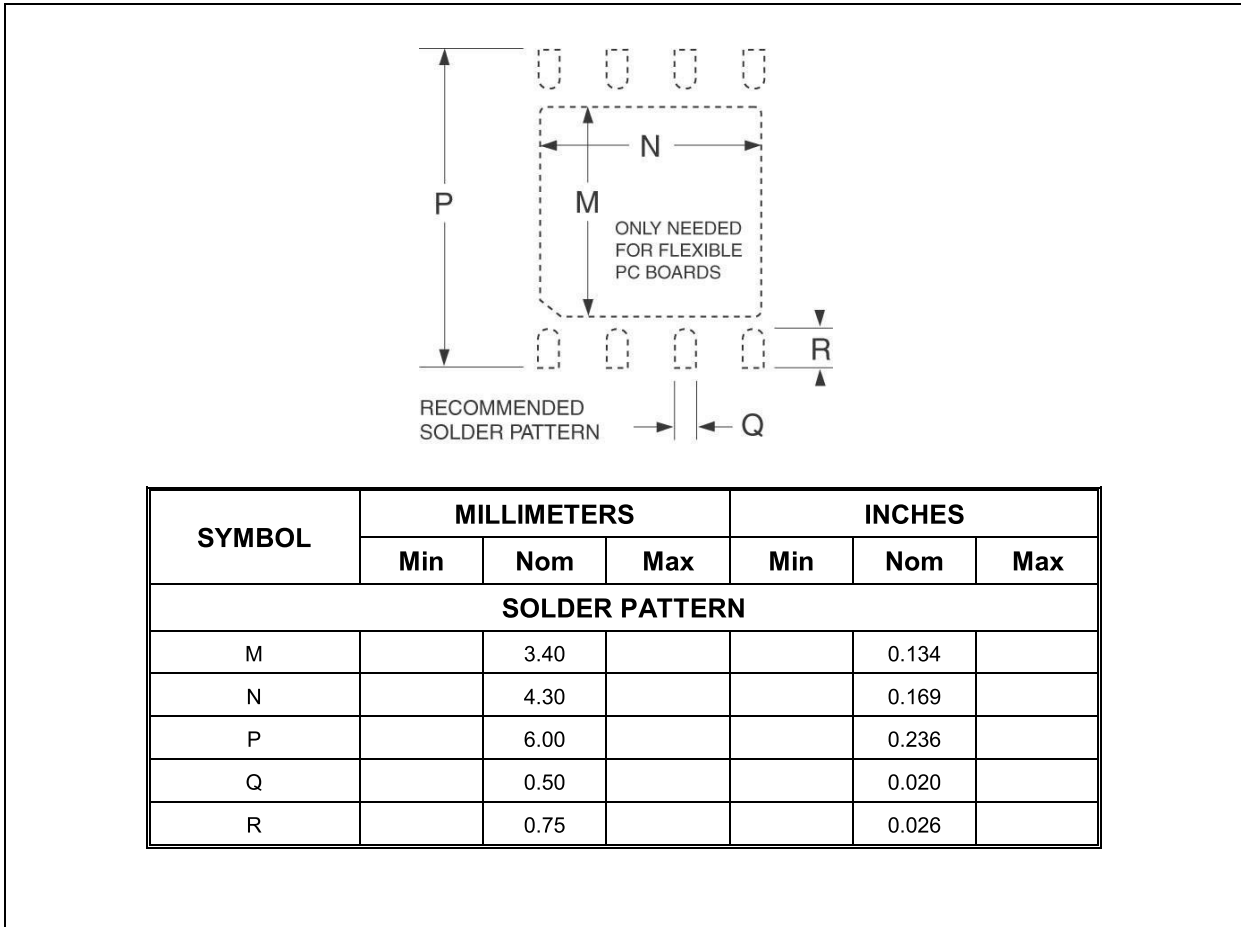 N
P
M
ONLY NEEDED
FOR FLEXIBLE
PC BOARDS
R
RECOMMENDED
SOLDER PATTERN
Q
SYMBOL MILLIMETERS INCHES
Min Nom Max Min Nom Max
SOLDER PATTERN
M 3.40 0.134
N 4.30 0.169
P 6.00 0.236
Q 0.50 0.020
R 0.75 0.026